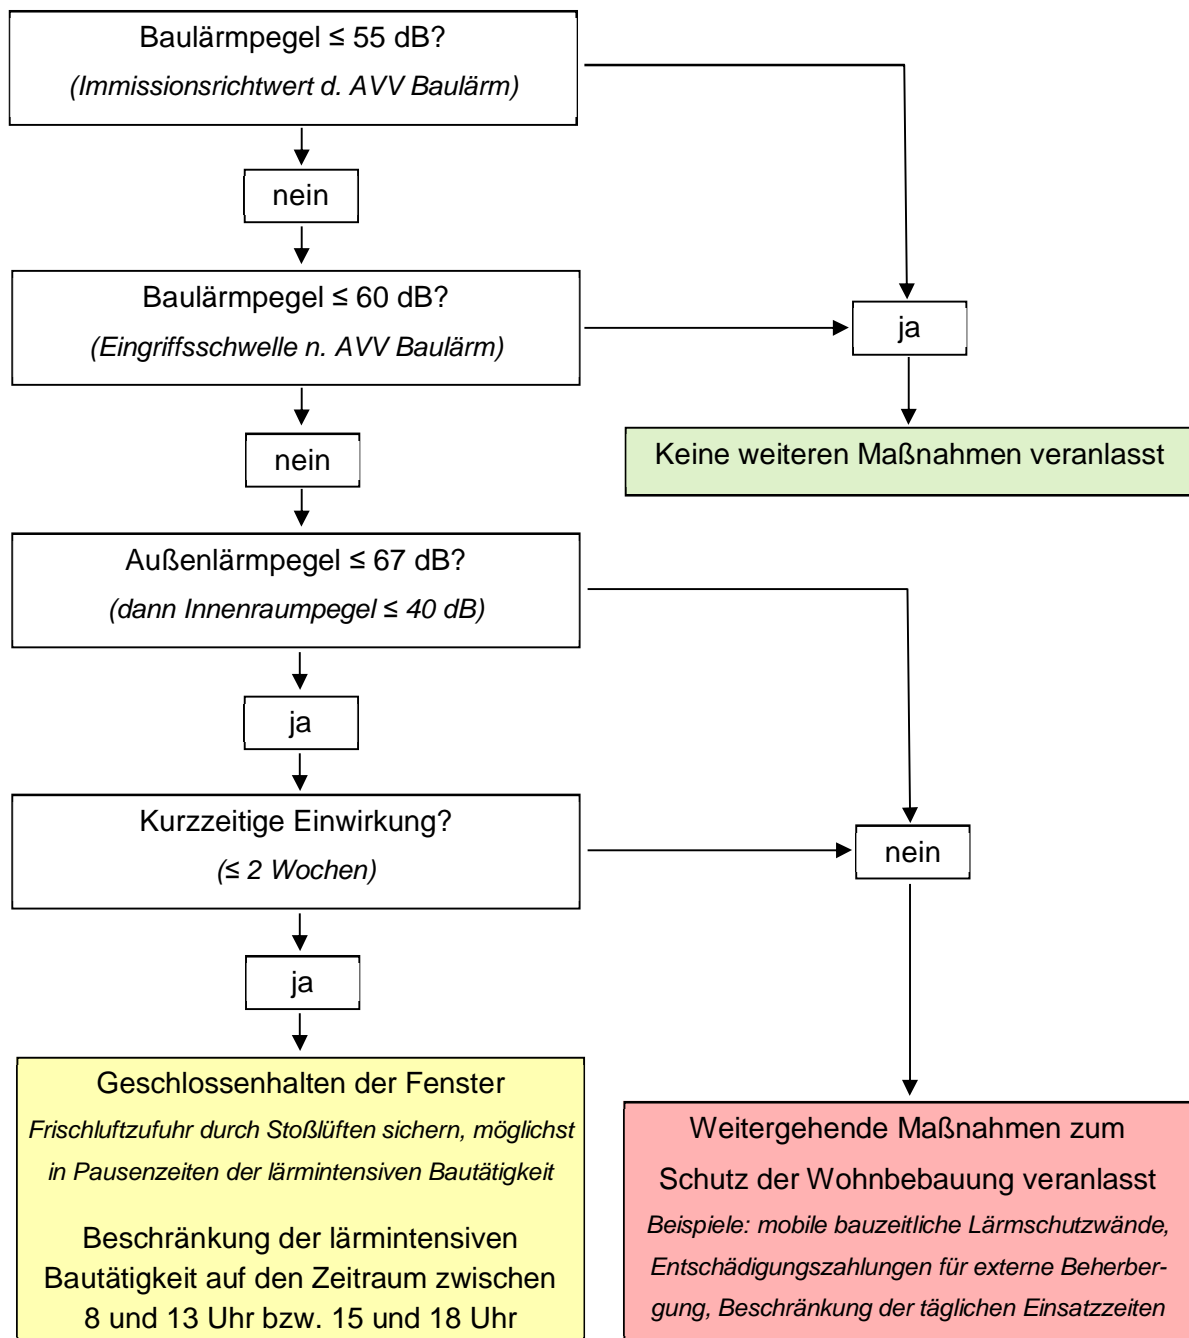 Baulärmpegel ≤ 55 dB?
(Immissionsrichtwert d. AVV Baulärm)
nein
Baulärmpegel ≤ 60 dB?
(Eingriffsschwelle n. AVV Baulärm)
ja
nein
Keine weiteren Maßnahmen veranlasst
Außenlärmpegel ≤ 67 dB?
(dann Innenraumpegel ≤ 40 dB)
ja
Kurzzeitige Einwirkung?
(≤ 2 Wochen)
nein
ja
Geschlossenhalten der Fenster
Frischluftzufuhr durch Stoßlüften sichern, möglichst
in Pausenzeiten der lärmintensiven Bautätigkeit
Beschränkung der lärmintensiven
Bautätigkeit auf den Zeitraum zwischen
8 und 13 Uhr bzw. 15 und 18 Uhr
Weitergehende Maßnahmen zum
Schutz der Wohnbebauung veranlasst
Beispiele: mobile bauzeitliche Lärmschutzwände,
Entschädigungszahlungen für externe Beherber-
gung, Beschränkung der täglichen Einsatzzeiten